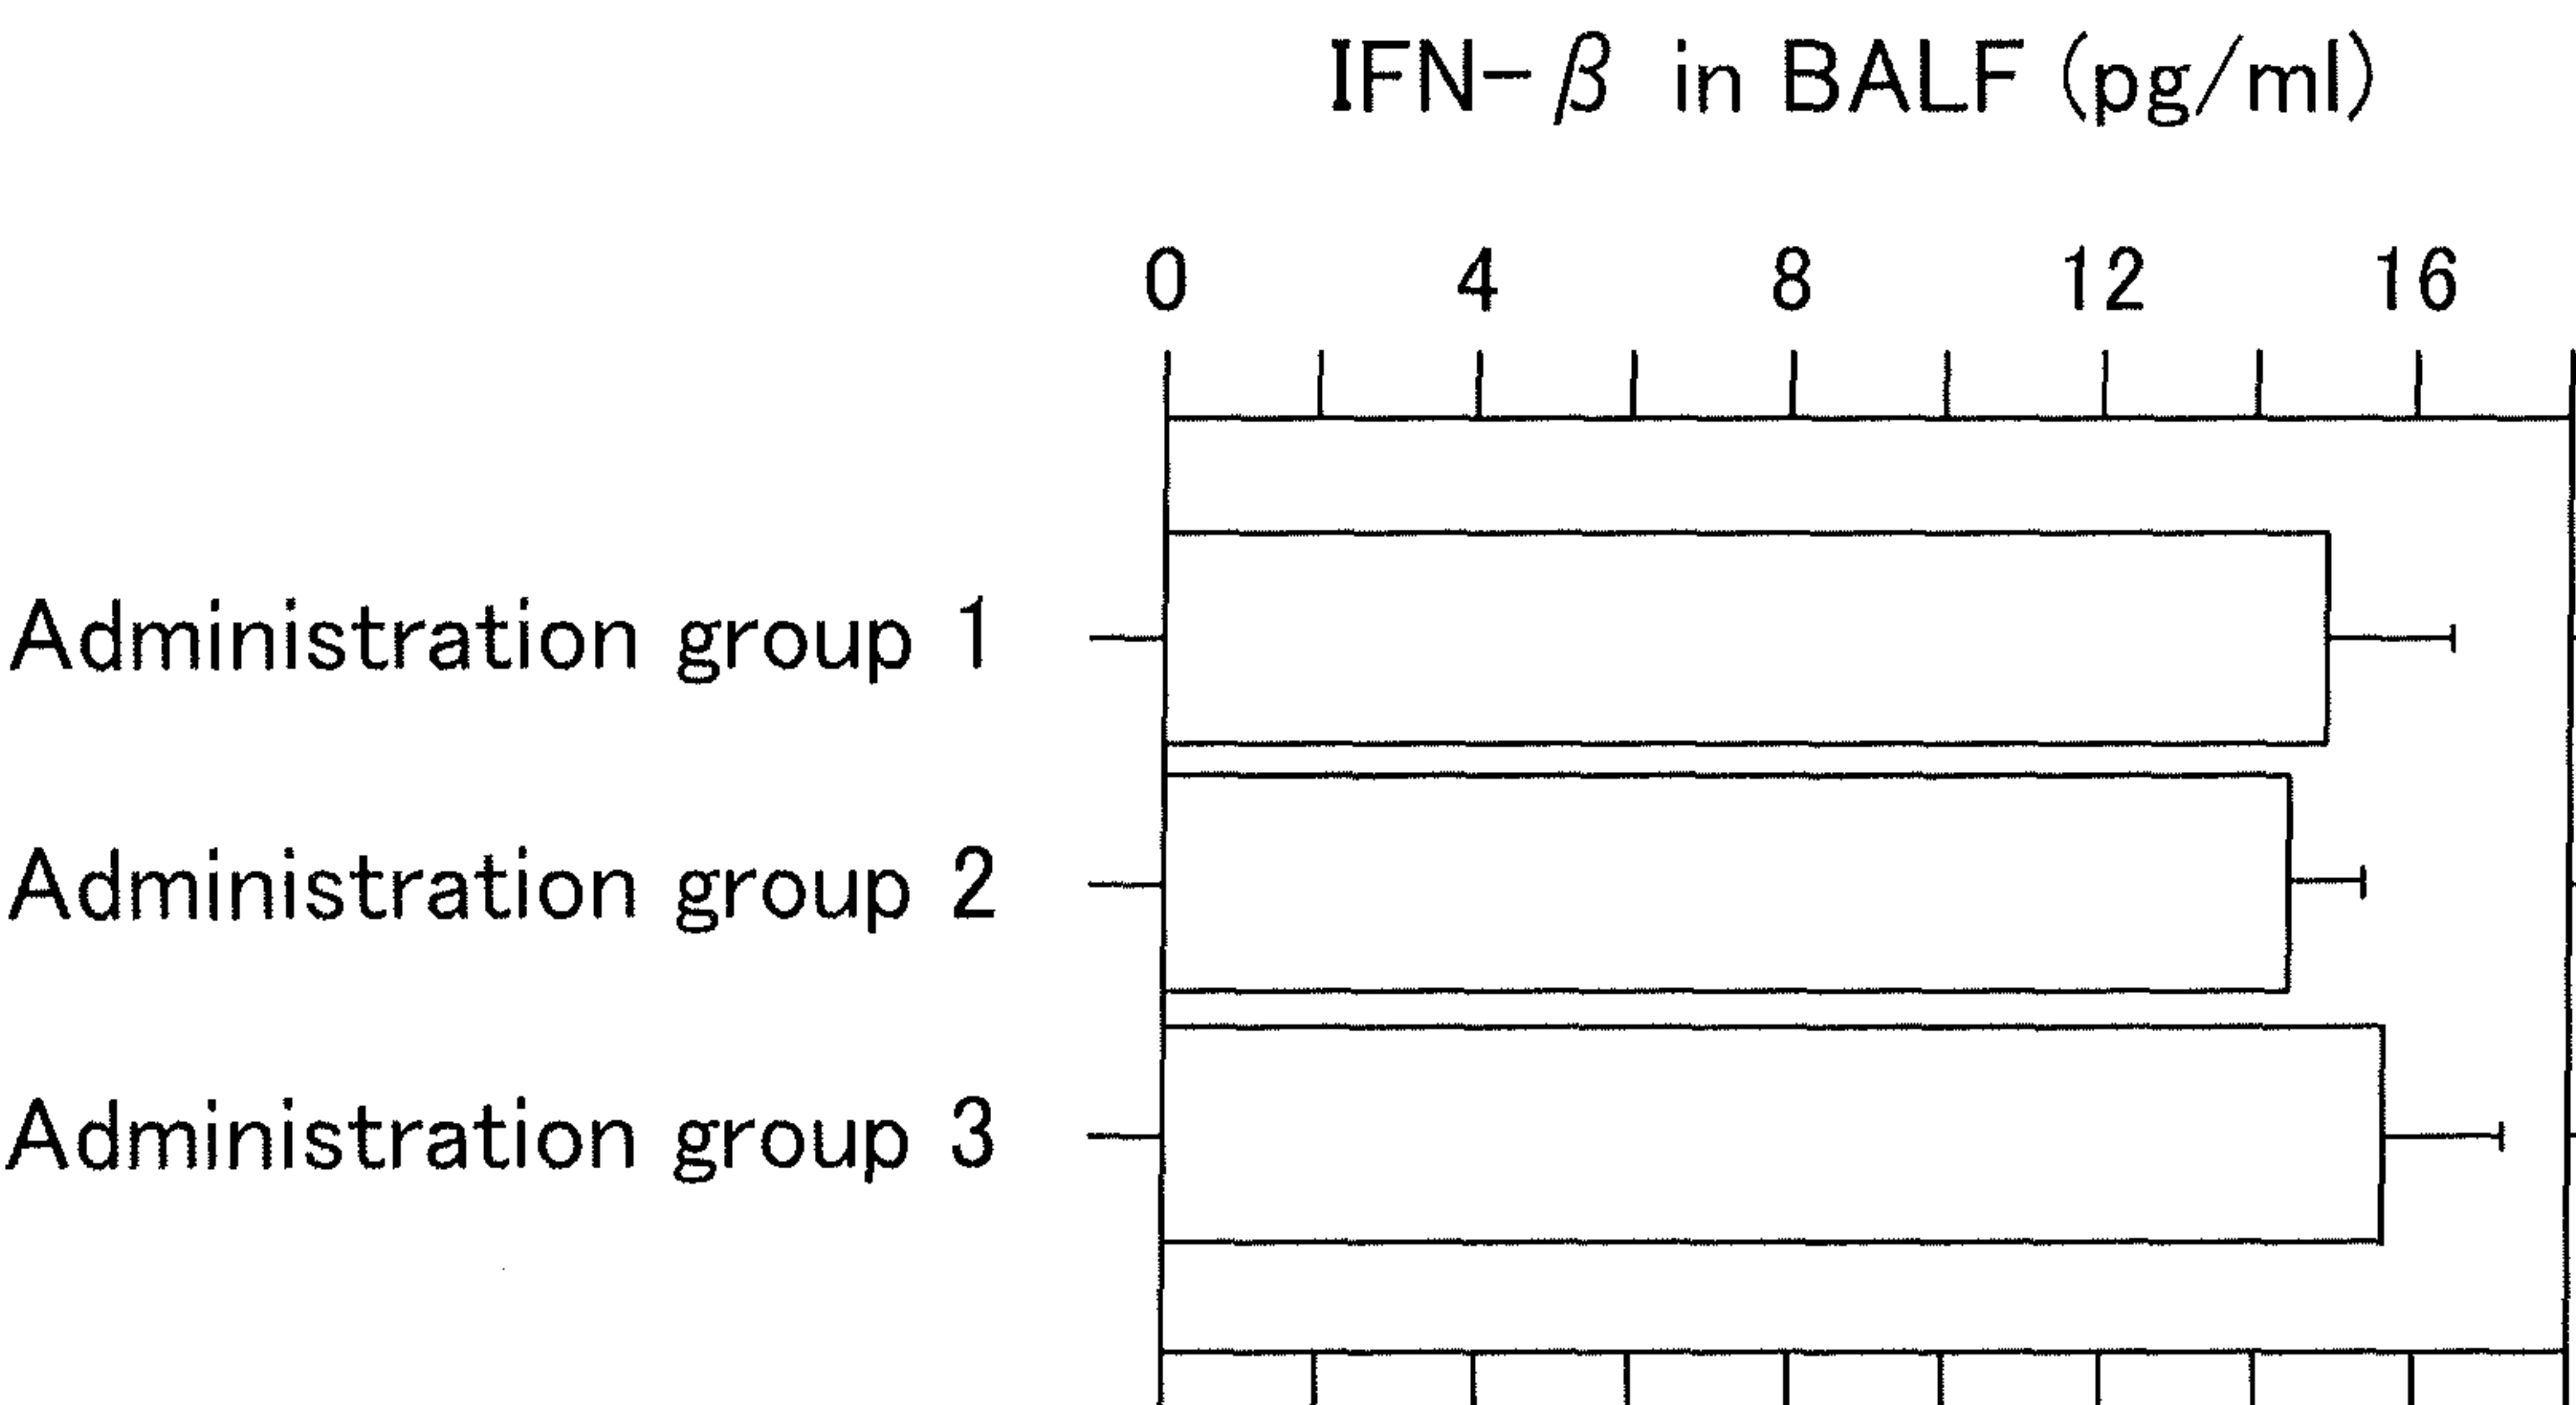 IFN-β in BALF (pg/ml)
0 4 8 12 16
Administration group 1
Administration group 2
Administration group 3